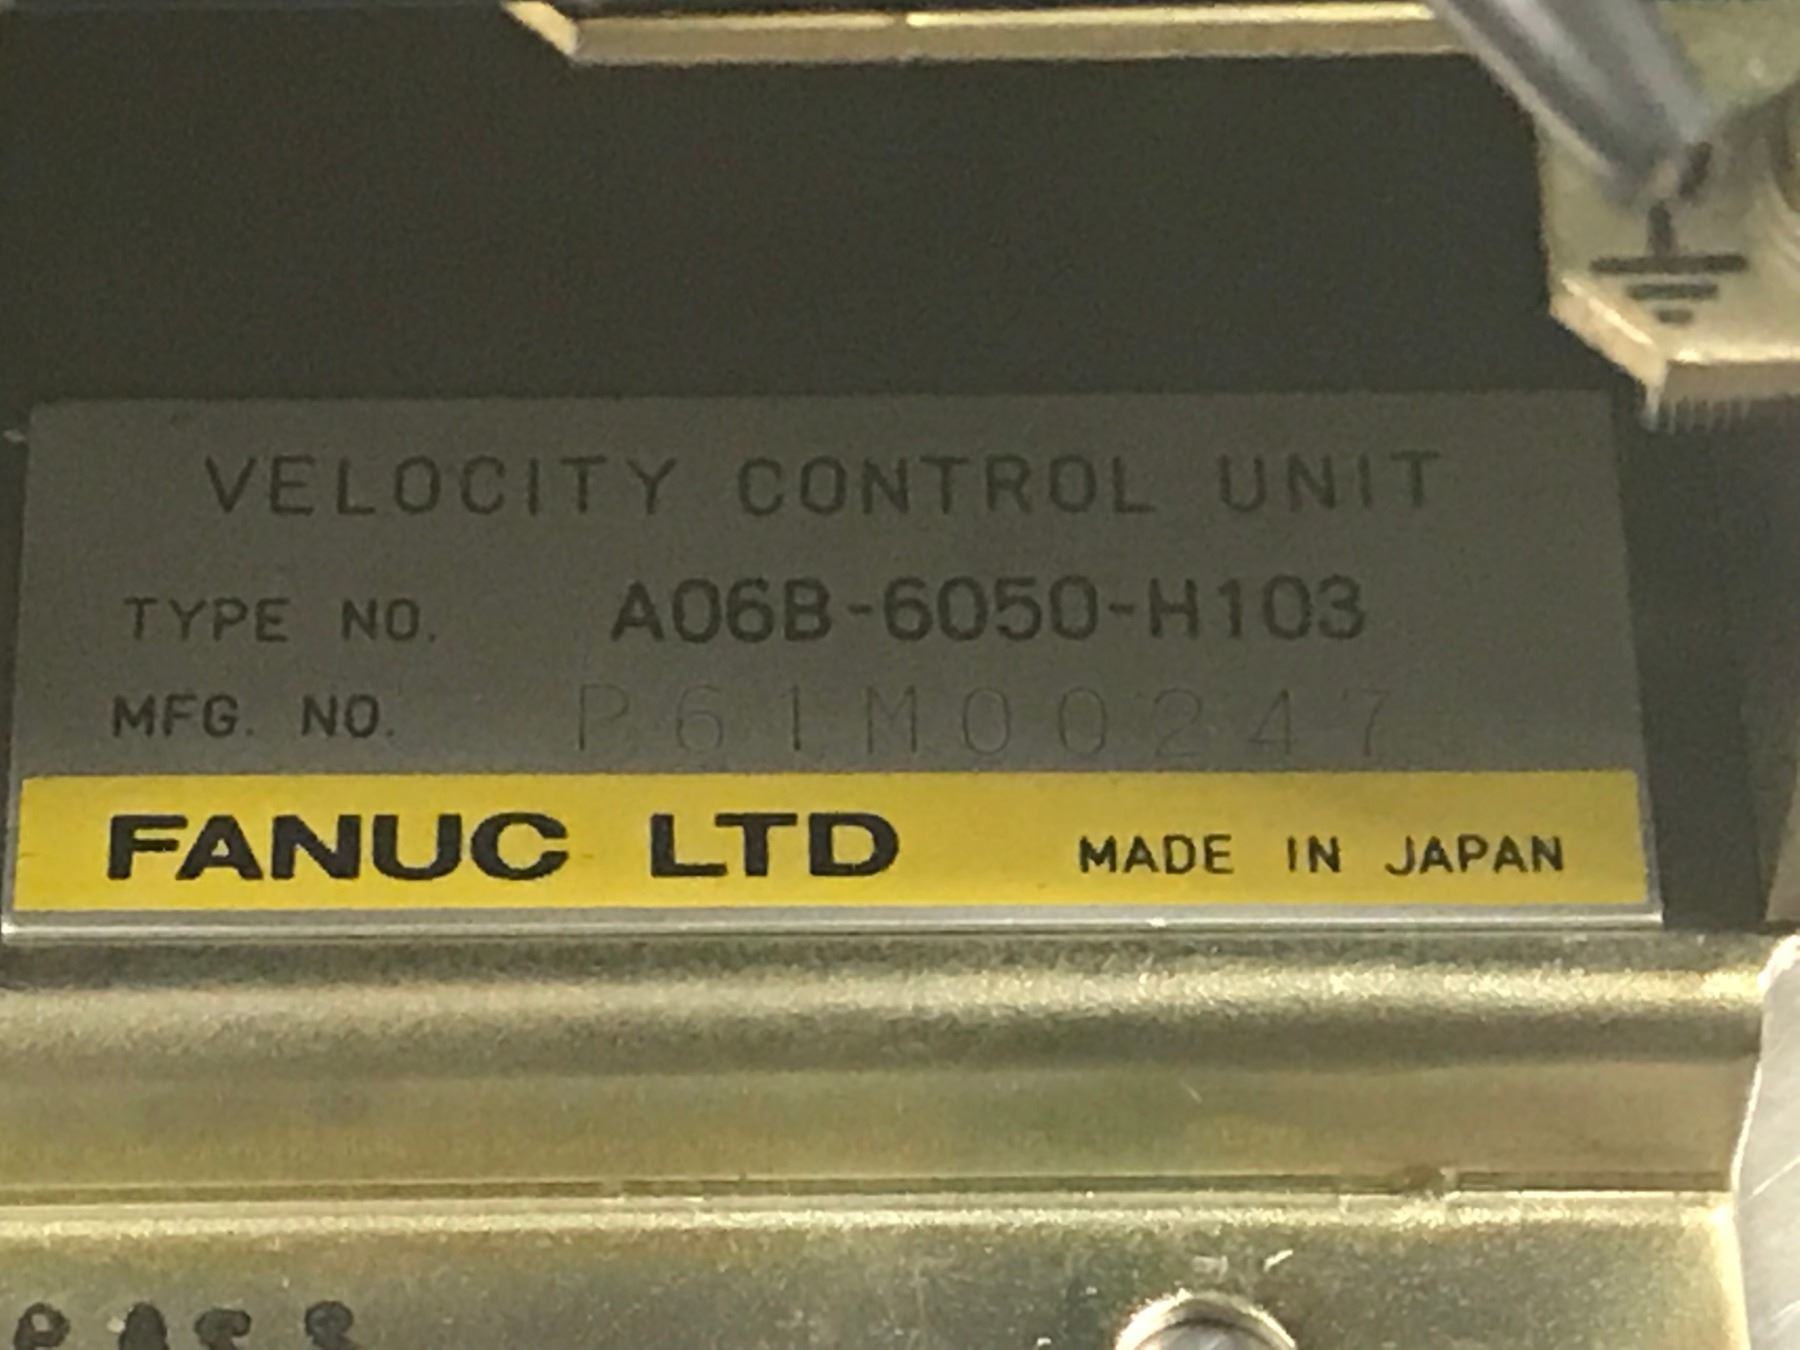 VELOCITY CONTROL UNIT
TYPE NO. A06B-6050-H103
MFG. NO. P61M00247
FANUC LTD MADE IN JAPAN